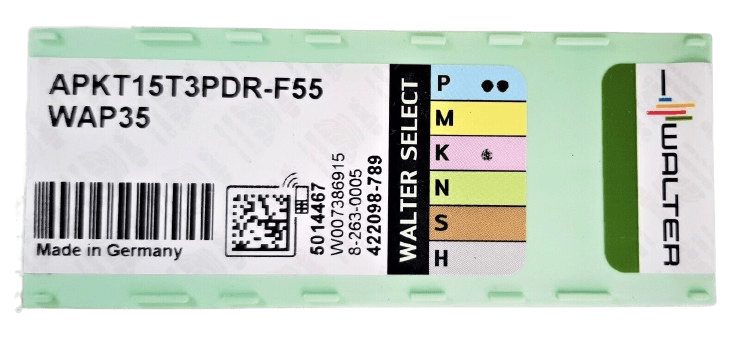 APKT15T3PDR-F55
WAP35
Made in Germany
5014467
W007386915
8-263-0005
422098-789
WALTER SELECT
P
M
K
N
S
H
WALTER